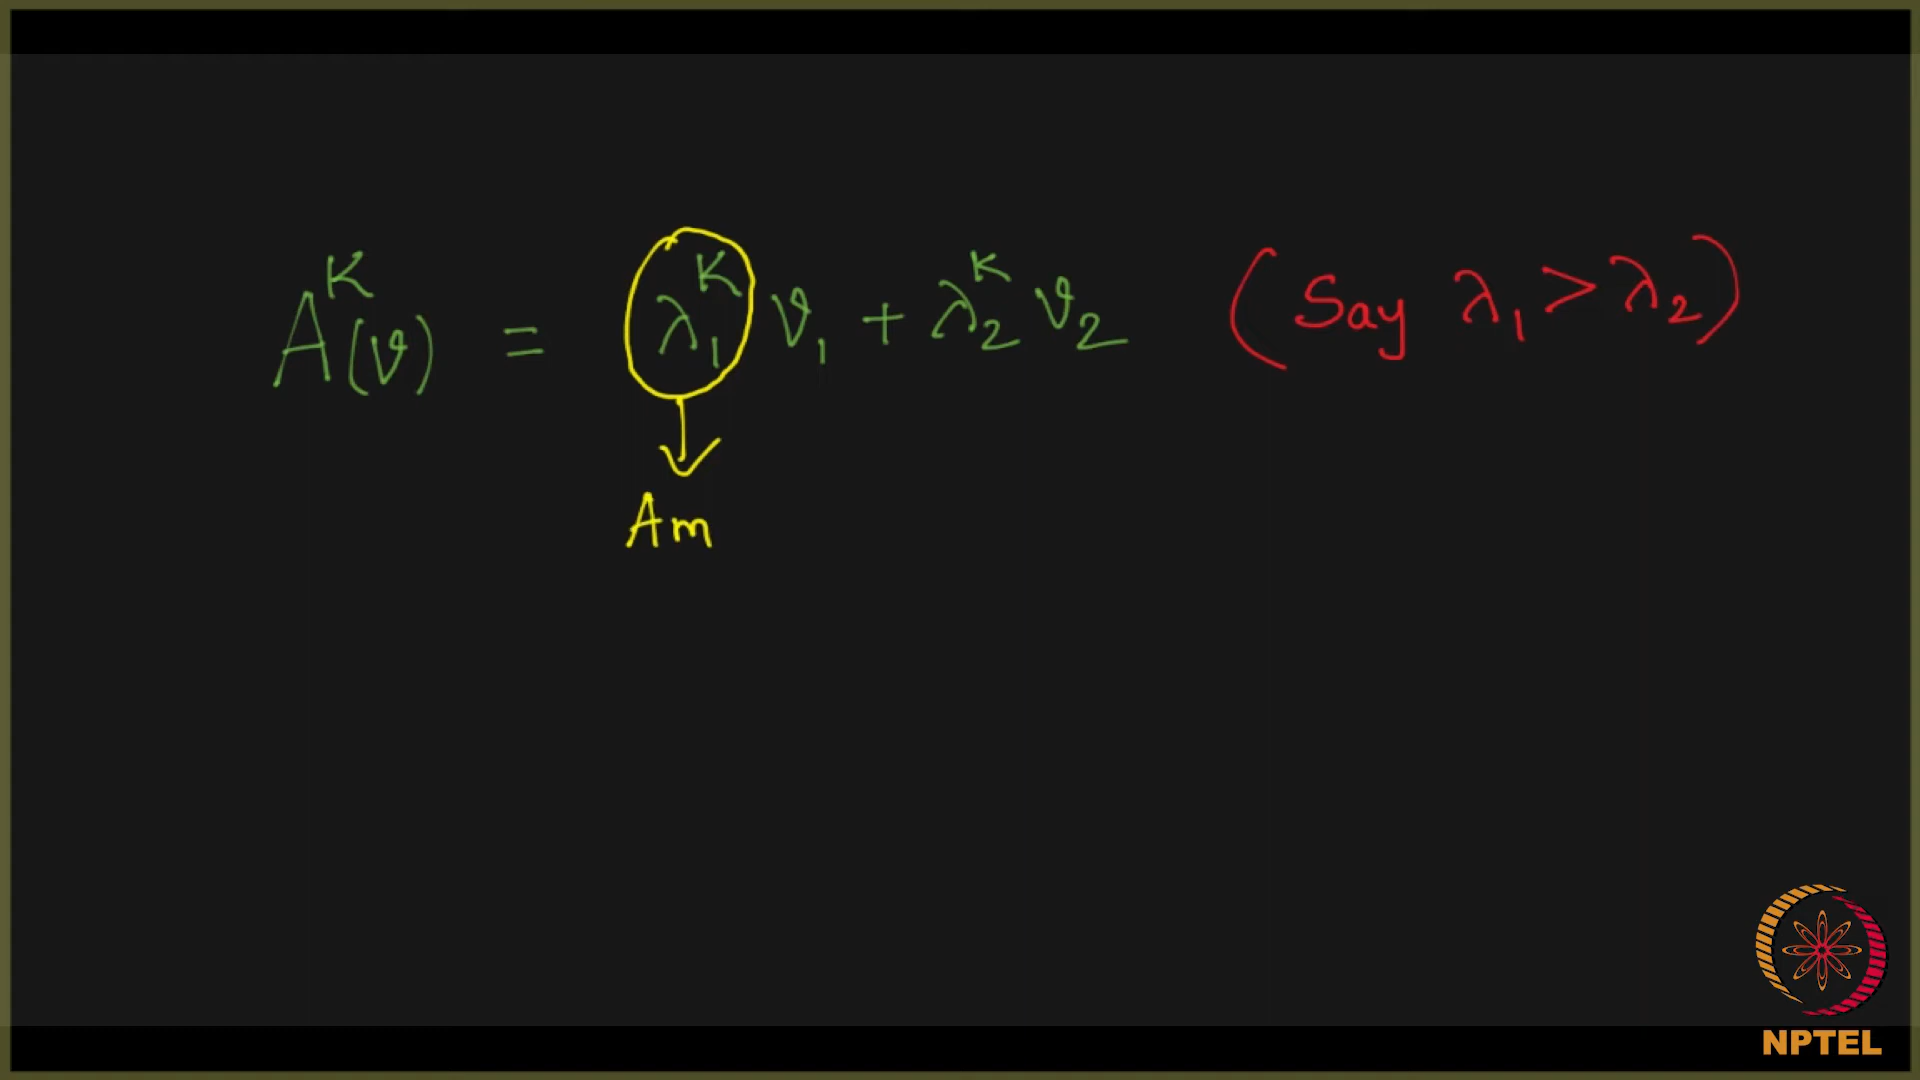 A^K(v) = λ₁^K v₁ + λ₂^K v₂ (Say λ₁ > λ₂)
Am
NPTEL